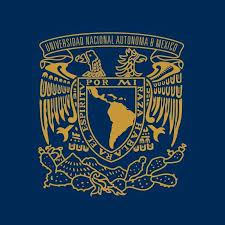 UNIVERSIDAD NACIONAL AUTONOMA D MEXICO
POR MI RAZA HABLARA EL ESPIRITU